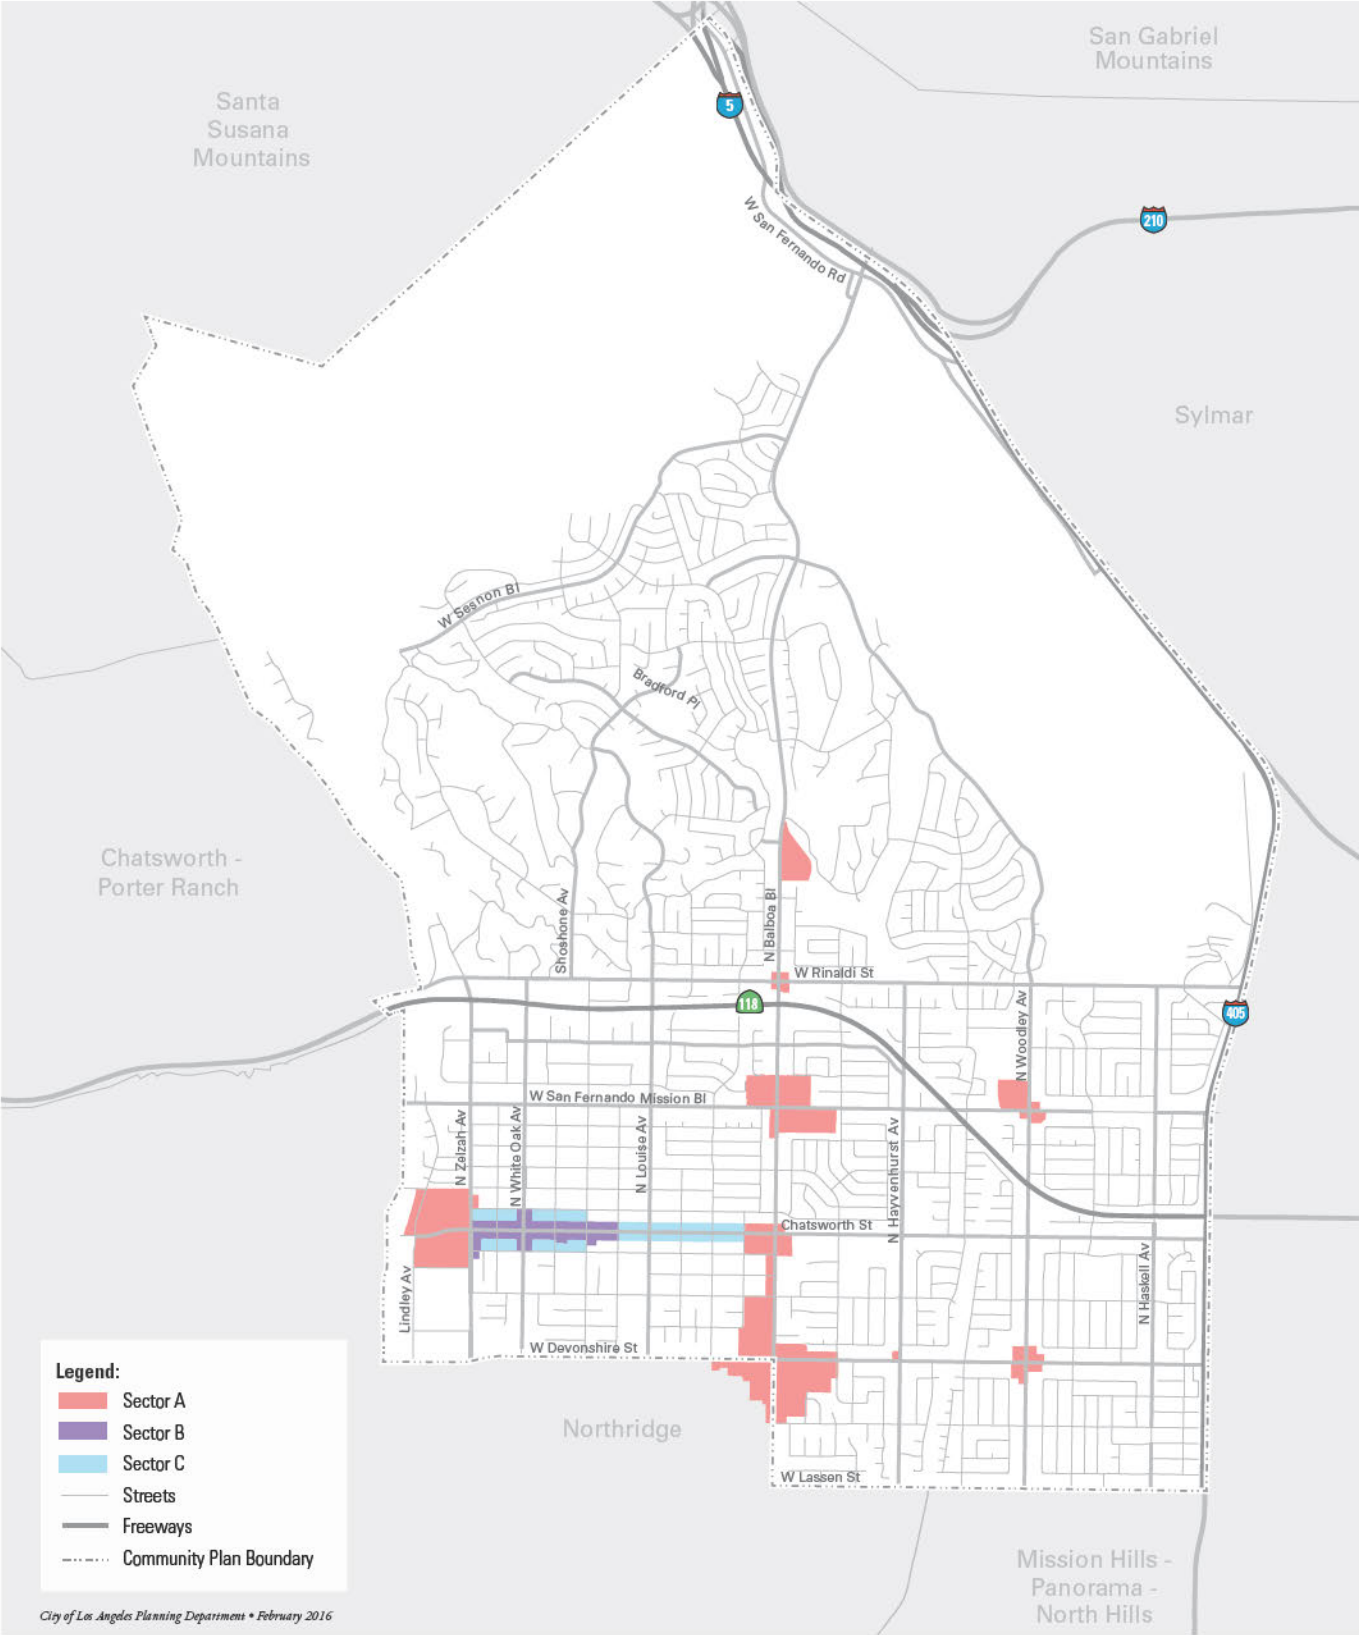 San Gabriel
Mountains
Santa
Susana
Mountains
5
210
W San Fernando Rd
Sylmar
W Sesnon Bl
Bradford Pl
Chatsworth -
Porter Ranch
Shoshone Av
N Balboa Bl
W Rinaldi St
118
405
N Woodley Av
W San Fernando Mission Bl
N Zelzah Av
N White Oak Av
N Louise Av
N Hayvenhurst Av
Chatsworth St
N Haskell Av
Lindley Av
W Devonshire St
Northridge
W Lassen St
Mission Hills -
Panorama -
North Hills
Legend:
Sector A
Sector B
Sector C
Streets
Freeways
Community Plan Boundary
City of Los Angeles Planning Department • February 2016